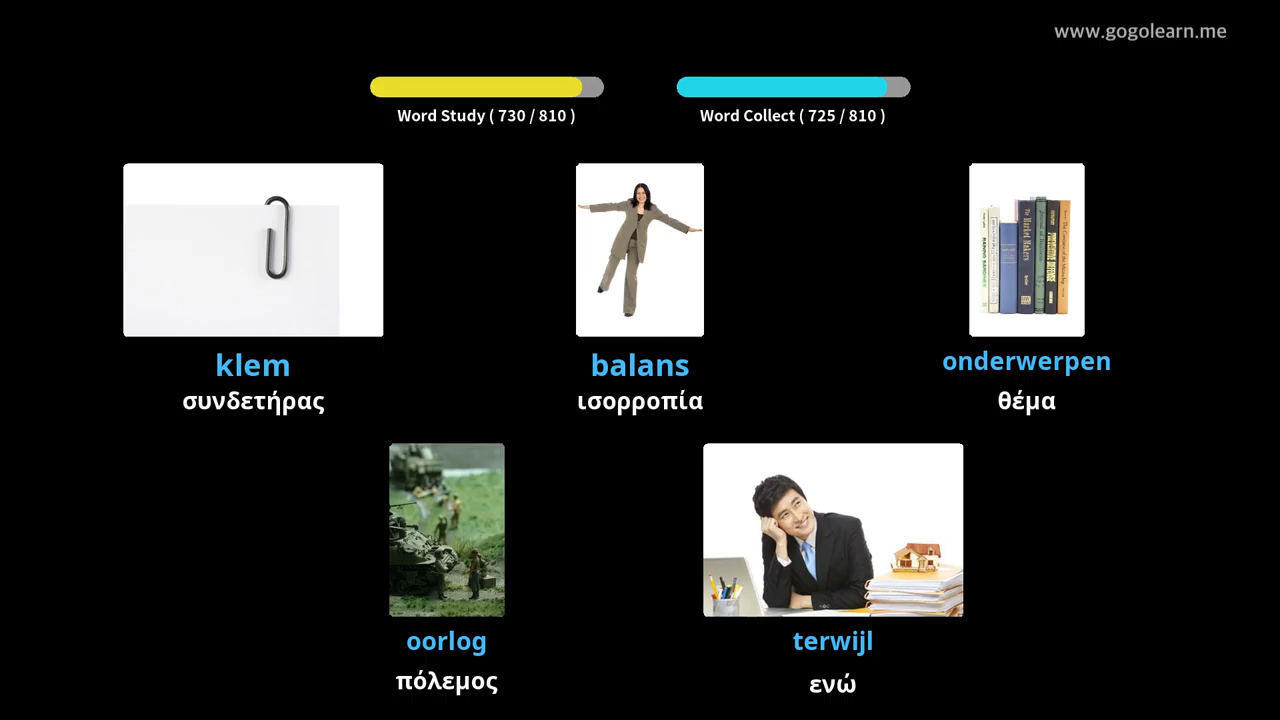 www.gogolearn.me
Word Study ( 730 / 810 )
Word Collect ( 725 / 810 )
klem
συνδετήρας
balans
ισορροπία
onderwerpen
θέμα
oorlog
πόλεμος
terwijl
ενώ